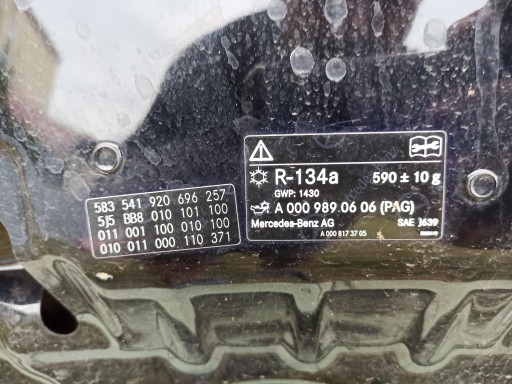 583 541 920 696 257
5J5 BB8 010 101 100
011 001 100 010 100
010 011 000 110 371
R-134a 590 ± 10 g
GWP: 1430
A 000 989 06 06 (PAG)
Mercedes-Benz AG SAE J639
A 000 817 37 05